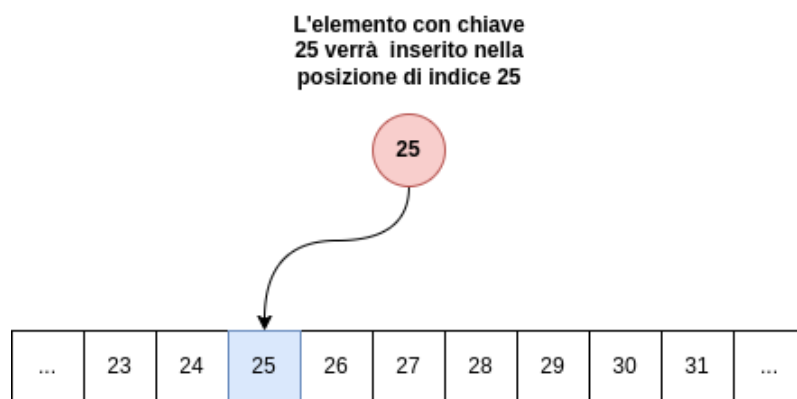 L'elemento con chiave
25 verrà inserito nella
posizione di indice 25
25
... 23 24 25 26 27 28 29 30 31 ...